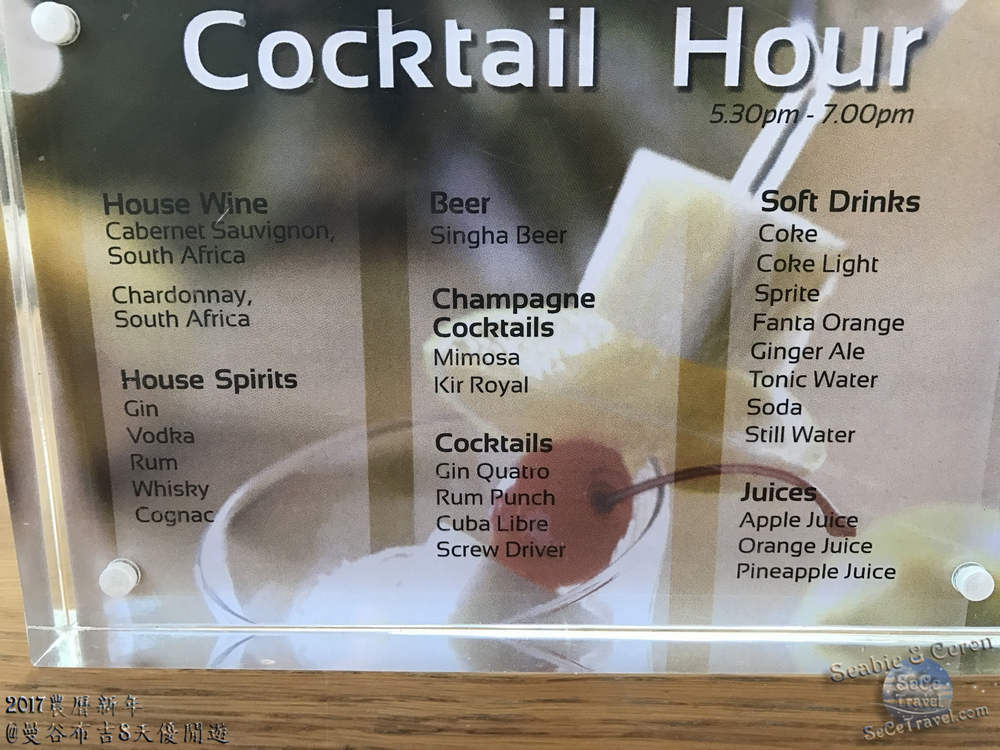 Cocktail Hour
5.30pm - 7.00pm
House Wine
Cabernet Sauvignon,
South Africa
Chardonnay,
South Africa
House Spirits
Gin
Vodka
Rum
Whisky
Cognac
Beer
Singha Beer
Champagne
Cocktails
Mimosa
Kir Royal
Cocktails
Gin Quatro
Rum Punch
Cuba Libre
Screw Driver
Soft Drinks
Coke
Coke Light
Sprite
Fanta Orange
Ginger Ale
Tonic Water
Soda
Still Water
Juices
Apple Juice
Orange Juice
Pineapple Juice
Seabie & Ceren
SeCe
Travel
SeCeTravel.com
2017農曆新年
@曼谷布吉8天優閒遊